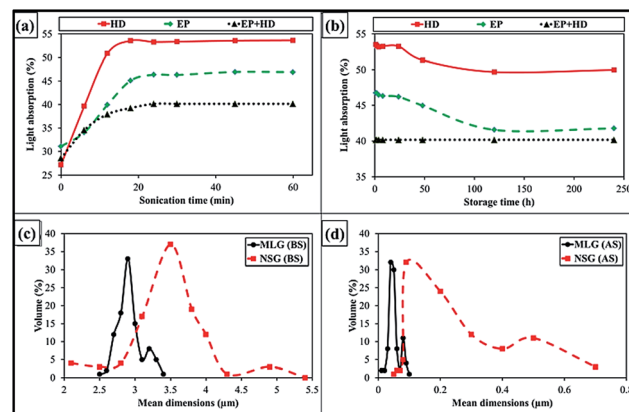 (a)
HD EP EP+HD
Light absorption (%)
55
50
45
40
35
30
25
0 20 40 60
Sonication time (min)
(b)
HD EP EP+HD
Light absorption (%)
55
50
45
40
35
0 50 100 150 200 250
Storage time (h)
(c)
MLG (BS)
NSG (BS)
Volume (%)
40
35
30
25
20
15
10
5
0
2 2.5 3 3.5 4 4.5 5 5.5
Mean dimensions (µm)
(d)
MLG (AS)
NSG (AS)
Volume (%)
40
35
30
25
20
15
10
5
0
0 0.2 0.4 0.6 0.8
Mean dimensions (µm)